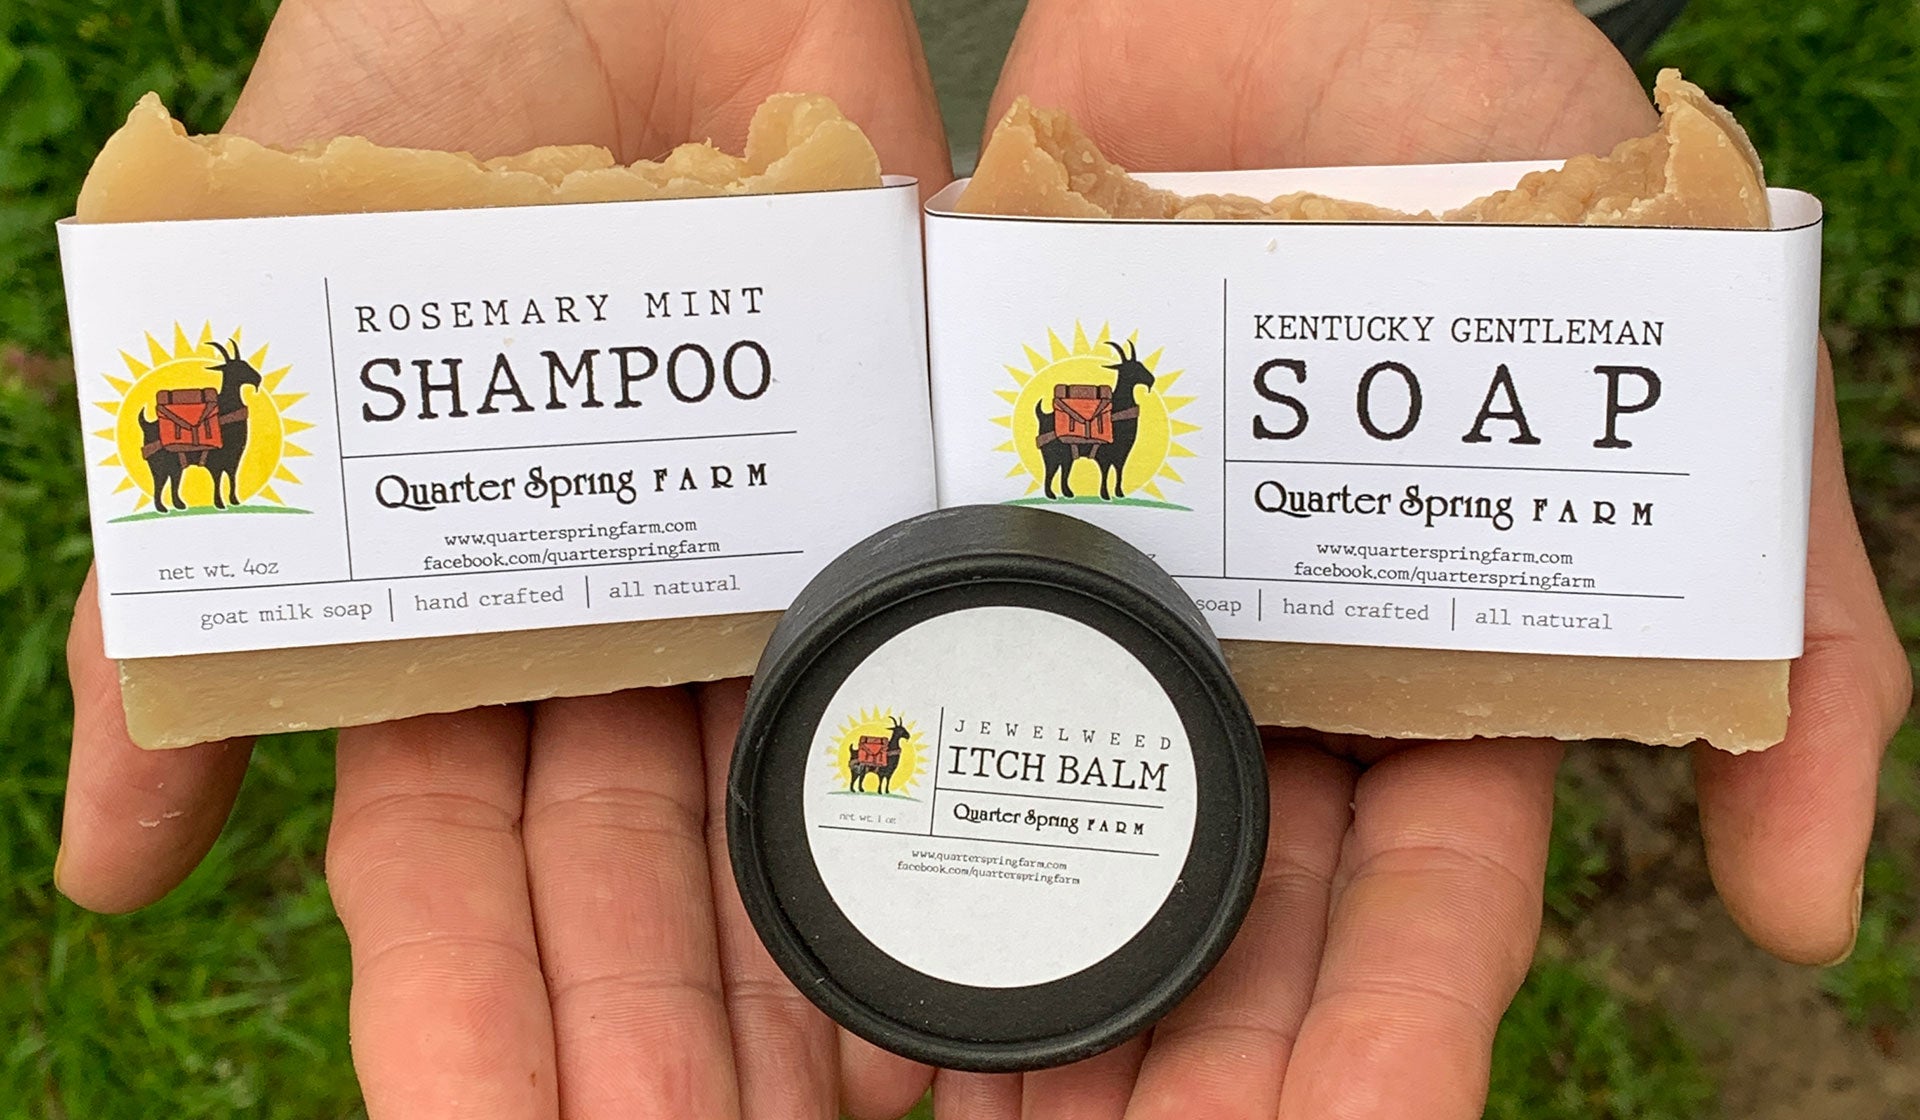 ROSEMARY MINT
SHAMPOO
Quarter Spring FARM
www.quarterspringfarm.com
facebook.com/quarterspringfarm
net wt. 4oz
goat milk soap | hand crafted | all natural
KENTUCKY GENTLEMAN
SOAP
Quarter Spring FARM
www.quarterspringfarm.com
facebook.com/quarterspringfarm
soap | hand crafted | all natural
JEWELWEED
ITCH BALM
Quarter Spring FARM
net wt. 1 oz
www.quarterspringfarm.com
facebook.com/quarterspringfarm